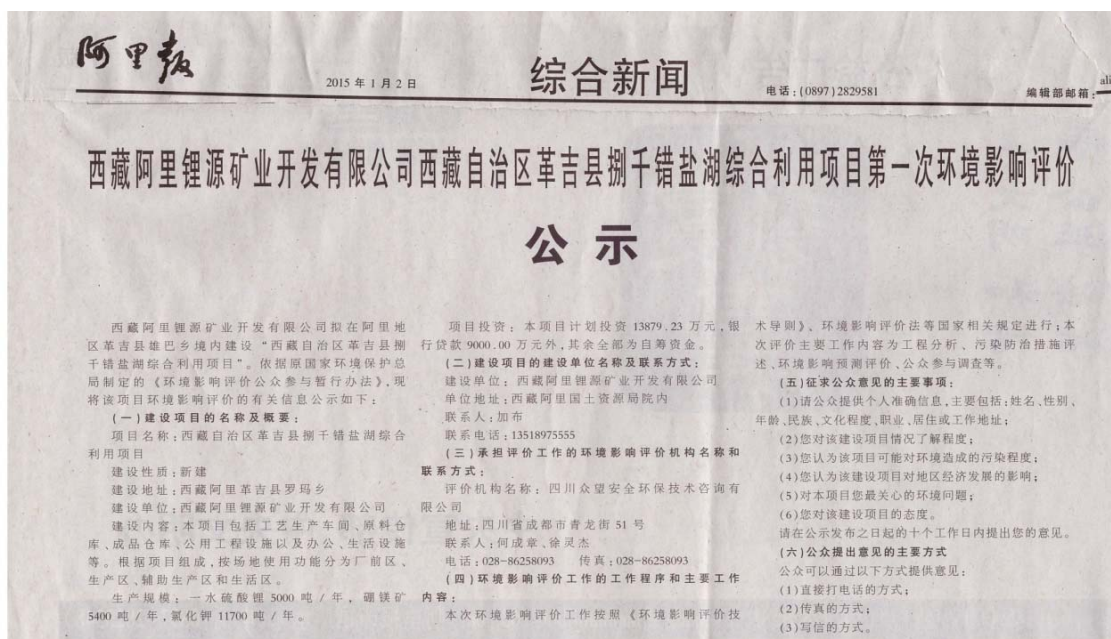 阿里报
2015 年 1 月 2 日
综合新闻
电话:(0897)2829581
编辑部邮箱:
ali
西藏阿里锂源矿业开发有限公司西藏自治区革吉县捌千错盐湖综合利用项目第一次环境影响评价
公示
西藏阿里锂源矿业开发有限公司拟在阿里地
区革吉县雄巴乡境内建设“西藏自治区革吉县捌
千错盐湖综合利用项目”。依据原国家环境保护总
局制定的《环境影响评价公众参与暂行办法》,现
将该项目环境影响评价的有关信息公示如下:
(一)建设项目的名称及概要:
项目名称:西藏自治区革吉县捌千错盐湖综合
利用项目
建设性质:新建
建设地址:西藏阿里革吉县罗玛乡
建设单位:西藏阿里锂源矿业开发有限公司
建设内容:本项目包括工艺生产车间、原料仓
库、成品仓库、公用工程设施以及办公、生活设施
等。根据项目组成,按场地使用功能分为厂前区、
生产区、辅助生产区和生活区。
生产规模:一水硫酸锂 5000 吨/年,硼镁矿
5400 吨/年,氯化钾 11700 吨/年。
项目投资:本项目计划投资 13879.23 万元,银
行贷款 9000.00 万元外,其余全部为自筹资金。
(二)建设项目的建设单位名称及联系方式:
建设单位:西藏阿里锂源矿业开发有限公司
单位地址:西藏阿里国土资源局院内
联系人:加布
联系电话:13518975555
(三)承担评价工作的环境影响评价机构名称和
联系方式:
评价机构名称:四川众望安全环保技术咨询有
限公司
地址:四川省成都市青龙街 51 号
联系人:何成章、徐灵杰
电话:028-86258093 传真:028-86258093
(四)环境影响评价工作的工作程序和主要工作
内容:
本次环境影响评价工作按照《环境影响评价技
术导则》、环境影响评价法等国家相关规定进行;本
次评价主要工作内容为工程分析、污染防治措施评
述、环境影响预测评价、公众参与调查等。
(五)征求公众意见的主要事项:
(1)请公众提供个人准确信息,主要包括:姓名、性别、
年龄、民族、文化程度、职业、居住或工作地址;
(2)您对该建设项目情况了解程度;
(3)您认为该项目可能对环境造成的污染程度;
(4)您认为该建设项目对地区经济发展的影响;
(5)对本项目您最关心的环境问题;
(6)您对该建设项目的态度。
请在公示发布之日起的十个工作日内提出您的意见。
(六)公众提出意见的主要方式
公众可以通过以下方式提供意见:
(1)直接打电话的方式;
(2)传真的方式;
(3)写信的方式。